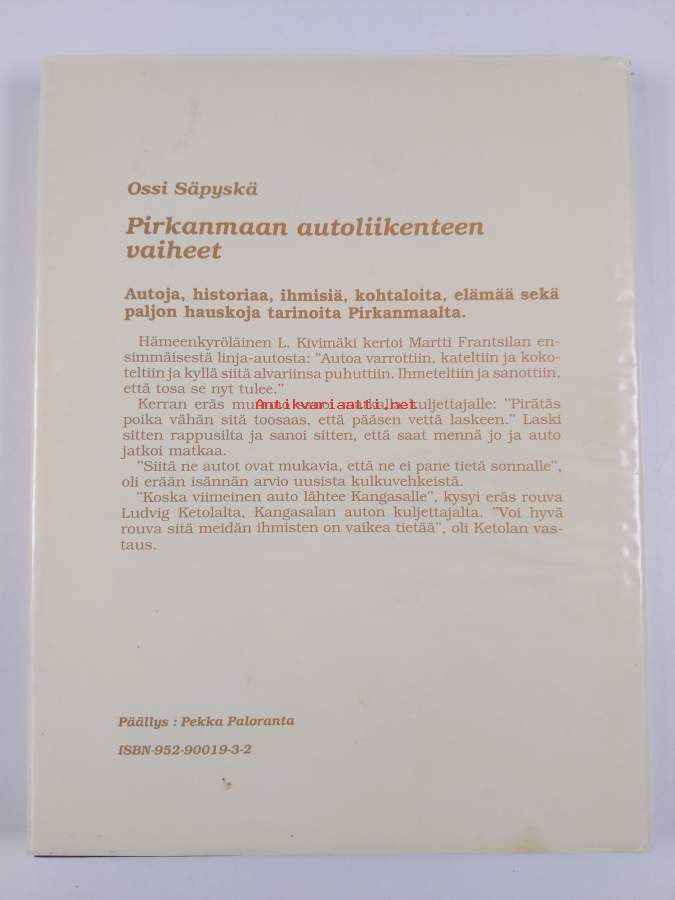 Ossi Säpyskä
Pirkanmaan autoliikenteen
vaiheet
Autoja, historiaa, ihmisiä, kohtaloita, elämää sekä
paljon hauskoja tarinoita Pirkanmaalta.
Hämeenkyröläinen L. Kivimäki kertoi Martti Frantsilan en-
simmäisestä linja-autosta: "Autoa varrottiin, kateltiin ja koko-
teltiin ja kyllä siitä alvariinsa puhuttiin. Ihmeteltiin ja sanottiin,
että tosa se nyt tulee."
Kerran eräs kuljettajalle: "Pirätäs
poika vähän sitä toosaas, että pääsen vettä laskeen." Laski
sitten rappusilta ja sanoi sitten, että saat mennä jo ja auto
jatkoi matkaa.
"Siitä ne autot ovat mukavia, että ne ei pane tietä sonnalle",
oli erään isännän arvio uusista kulkuvehkeistä.
"Koska viimeinen auto lähtee Kangasalle", kysyi eräs rouva
Ludvig Ketolalta, Kangasalan auton kuljettajalta. "Voi hyvä
rouva sitä meidän ihmisten on vaikea tietää", oli Ketolan vas-
taus.
Antikvariaatti.net
Päällys : Pekka Paloranta
ISBN-952-90019-3-2